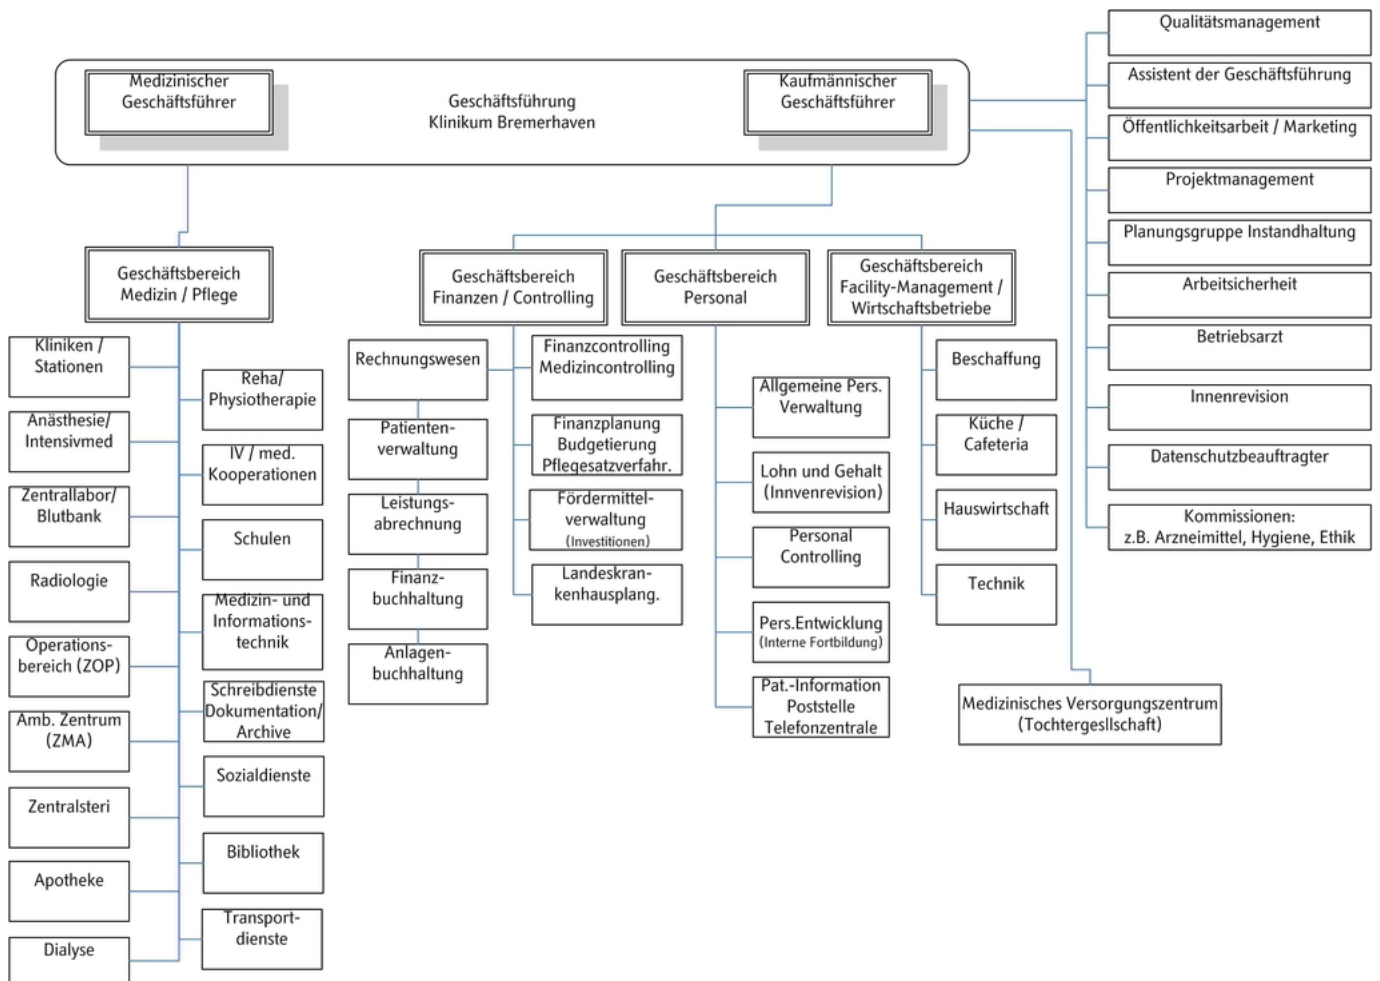 Medizinischer
Geschäftsführer
Geschäftsführung
Klinikum Bremerhaven
Kaufmännischer
Geschäftsführer
Qualitätsmanagement
Assistent der Geschäftsführung
Öffentlichkeitsarbeit / Marketing
Projektmanagement
Planungsgruppe Instandhaltung
Arbeitsicherheit
Betriebsarzt
Innenrevision
Datenschutzbeauftragter
Kommissionen:
z.B. Arzneimittel, Hygiene, Ethik
Medizinisches Versorgungszentrum
(Tochtergesllschaft)
Geschäftsbereich
Medizin / Pflege
Kliniken /
Stationen
Anästhesie/
Intensivmed
Zentrallabor/
Blutbank
Radiologie
Operations-
bereich (ZOP)
Amb. Zentrum
(ZMA)
Zentralsteri
Apotheke
Dialyse
Reha/
Physiotherapie
IV / med.
Kooperationen
Schulen
Medizin- und
Informations-
technik
Schreibdienste
Dokumentation/
Archive
Sozialdienste
Bibliothek
Transport-
dienste
Geschäftsbereich
Finanzen / Controlling
Rechnungswesen
Patienten-
verwaltung
Leistungs-
abrechnung
Finanz-
buchhaltung
Anlagen-
buchhaltung
Finanzcontrolling
Medizincontrolling
Finanzplanung
Budgetierung
Pflegesatzverfahr.
Fördermittel-
verwaltung
(Investitionen)
Landeskran-
kenhausplang.
Geschäftsbereich
Personal
Allgemeine Pers.
Verwaltung
Lohn und Gehalt
(Innvenrevision)
Personal
Controlling
Pers.Entwicklung
(Interne Fortbildung)
Pat.-Information
Poststelle
Telefonzentrale
Geschäftsbereich
Facility-Management /
Wirtschaftsbetriebe
Beschaffung
Küche /
Cafeteria
Hauswirtschaft
Technik